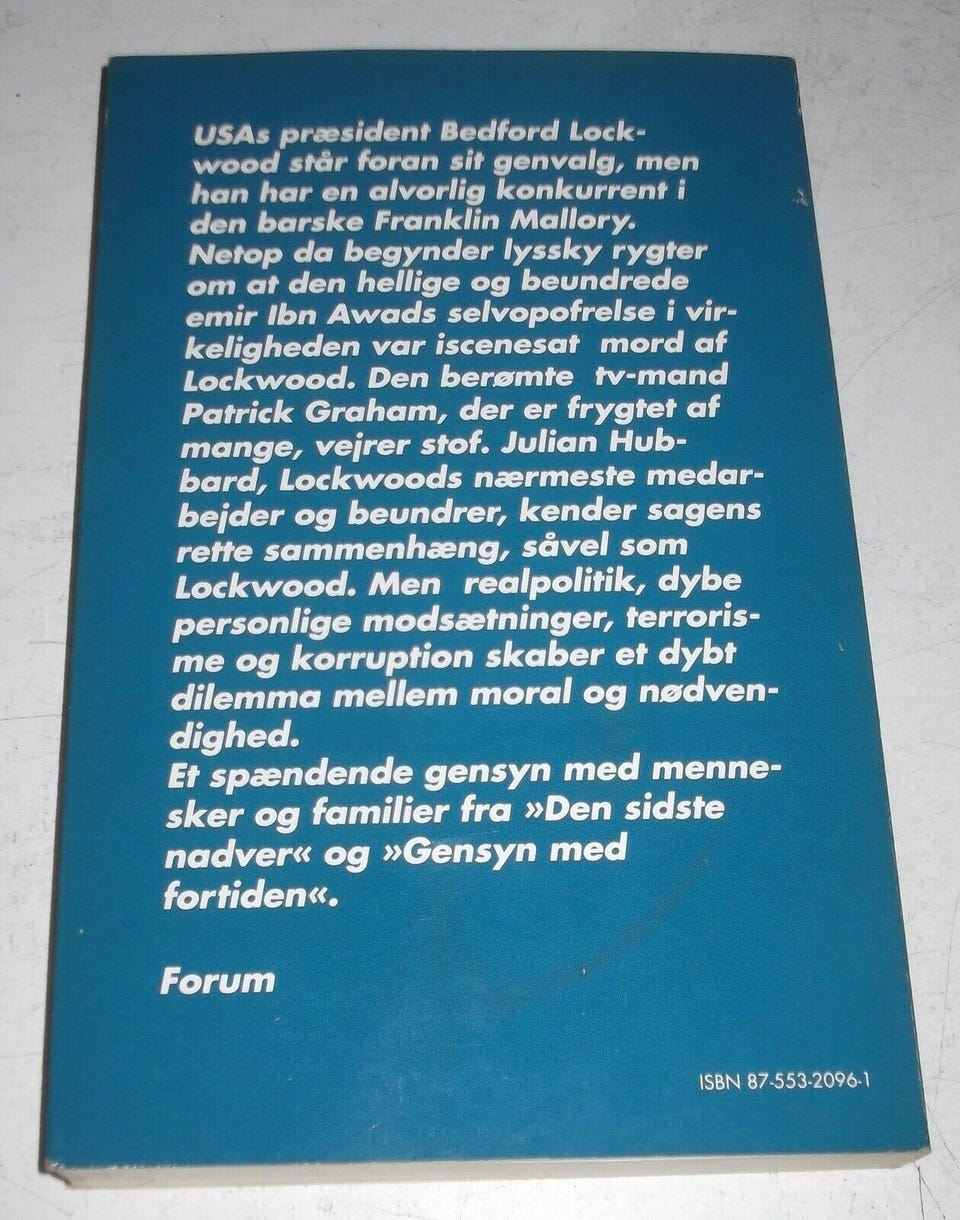 USAs præsident Bedford Lock-
wood står foran sit genvalg, men
han har en alvorlig konkurrent i
den barske Franklin Mallory.
Netop da begynder lyssky rygter
om at den hellige og beundrede
emir Ibn Awads selvopofrelse i vir-
keligheden var iscenesat  mord af
Lockwood. Den berømte  tv-mand
Patrick Graham, der er frygtet af
mange, vejrer stof. Julian Hub-
bard, Lockwoods nærmeste medar-
bejder og beundrer, kender sagens
rette sammenhæng, såvel som
Lockwood. Men  realpolitik, dybe
personlige modsætninger, terroris-
me og korruption skaber et dybt
dilemma mellem moral og nødven-
dighed.
Et spændende gensyn med menne-
sker og familier fra »Den sidste
nadver« og »Gensyn med
fortiden«.
Forum
ISBN 87-553-2096-1